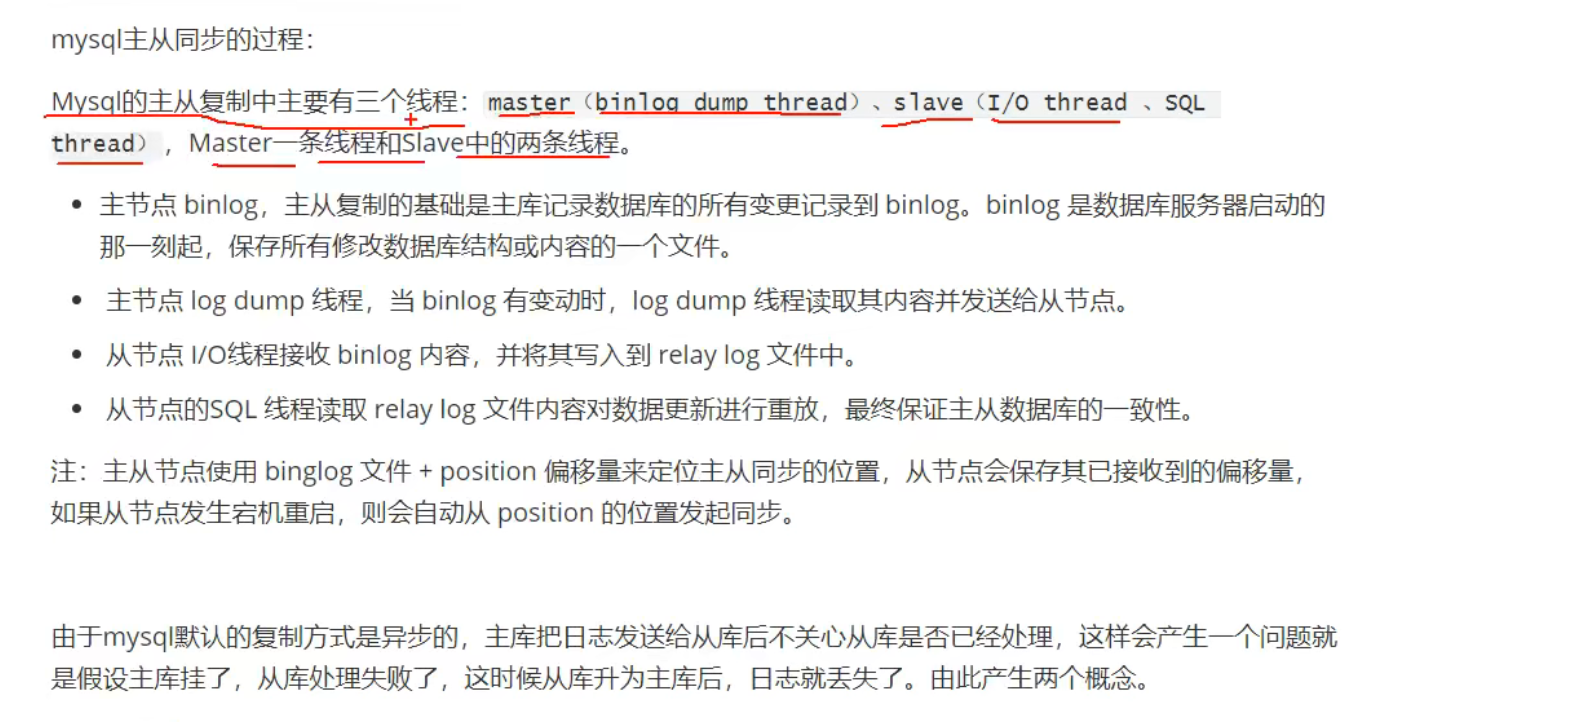 mysql主从同步的过程：
Mysql的主从复制中主要有三个线程：master（binlog dump thread）、slave（I/O thread 、SQL
thread），Master一条线程和Slave中的两条线程。
主节点 binlog，主从复制的基础是主库记录数据库的所有变更记录到 binlog。binlog 是数据库服务器启动的
那一刻起，保存所有修改数据库结构或内容的一个文件。
主节点 log dump 线程，当 binlog 有变动时，log dump 线程读取其内容并发送给从节点。
从节点 I/O线程接收 binlog 内容，并将其写入到 relay log 文件中。
从节点的SQL 线程读取 relay log 文件内容对数据更新进行重放，最终保证主从数据库的一致性。
注：主从节点使用 binglog 文件 + position 偏移量来定位主从同步的位置，从节点会保存其已接收到的偏移量，
如果从节点发生宕机重启，则会自动从 position 的位置发起同步。
由于mysql默认的复制方式是异步的，主库把日志发送给从库后不关心从库是否已经处理，这样会产生一个问题就
是假设主库挂了，从库处理失败了，这时候从库升为主库后，日志就丢失了。由此产生两个概念。